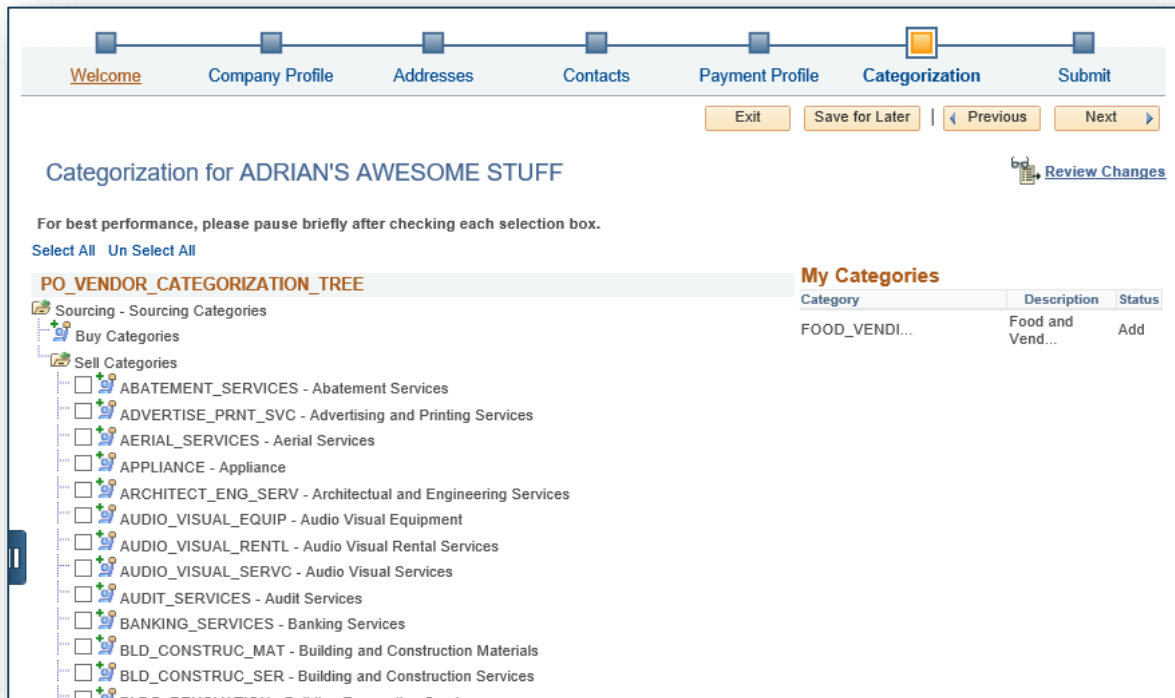 Welcome Company Profile Addresses Contacts Payment Profile Categorization Submit
Exit Save for Later | Previous Next
Categorization for ADRIAN'S AWESOME STUFF
Review Changes
For best performance, please pause briefly after checking each selection box.
Select All Un Select All
PO_VENDOR_CATEGORIZATION_TREE
Sourcing - Sourcing Categories
Buy Categories
Sell Categories
ABATEMENT_SERVICES - Abatement Services
ADVERTISE_PRNT_SVC - Advertising and Printing Services
AERIAL_SERVICES - Aerial Services
APPLIANCE - Appliance
ARCHITECT_ENG_SERV - Architectual and Engineering Services
AUDIO_VISUAL_EQUIP - Audio Visual Equipment
AUDIO_VISUAL_RENTL - Audio Visual Rental Services
AUDIO_VISUAL_SERVC - Audio Visual Services
AUDIT_SERVICES - Audit Services
BANKING_SERVICES - Banking Services
BLD_CONSTRUC_MAT - Building and Construction Materials
BLD_CONSTRUC_SER - Building and Construction Services
My Categories
Category Description Status
FOOD_VENDI... Food and Vend... Add